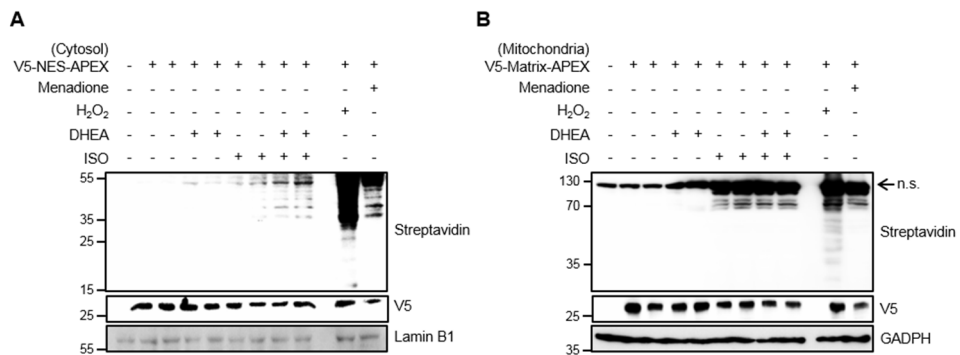 A
(Cytosol)
V5-NES-APEX - + + + + + + + + + +
Menadione - - - - - - - - - - +
H2O2 - - - - - - - - - + -
DHEA - - - + + - - + + - -
ISO - - - - - + + + + - -
55
35
25
15
Streptavidin
25
V5
55
Lamin B1
B
(Mitochondria)
V5-Matrix-APEX - + + + + + + + + + +
Menadione - - - - - - - - - - +
H2O2 - - - - - - - - - + -
DHEA - - - + + - - + + - -
ISO - - - - - + + + + - -
130
70
35
n.s.
Streptavidin
25
V5
35
GADPH